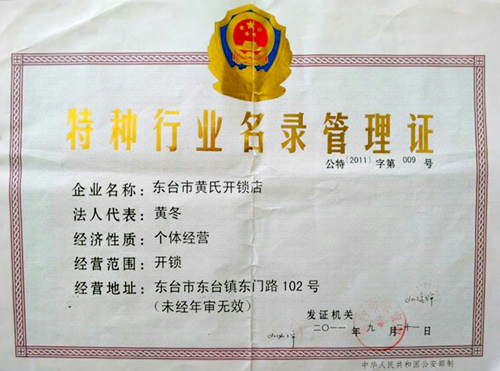 特种行业名录管理证
公特〔2011〕字第 009 号
企业名称：东台市黄氏开锁店
法人代表：黄冬
经济性质：个体经营
经营范围：开锁
经营地址：东台市东台镇东门路 102 号
（未经年审无效）
发证机关
二〇一一 年 九 月 二十一 日
中华人民共和国公安部制